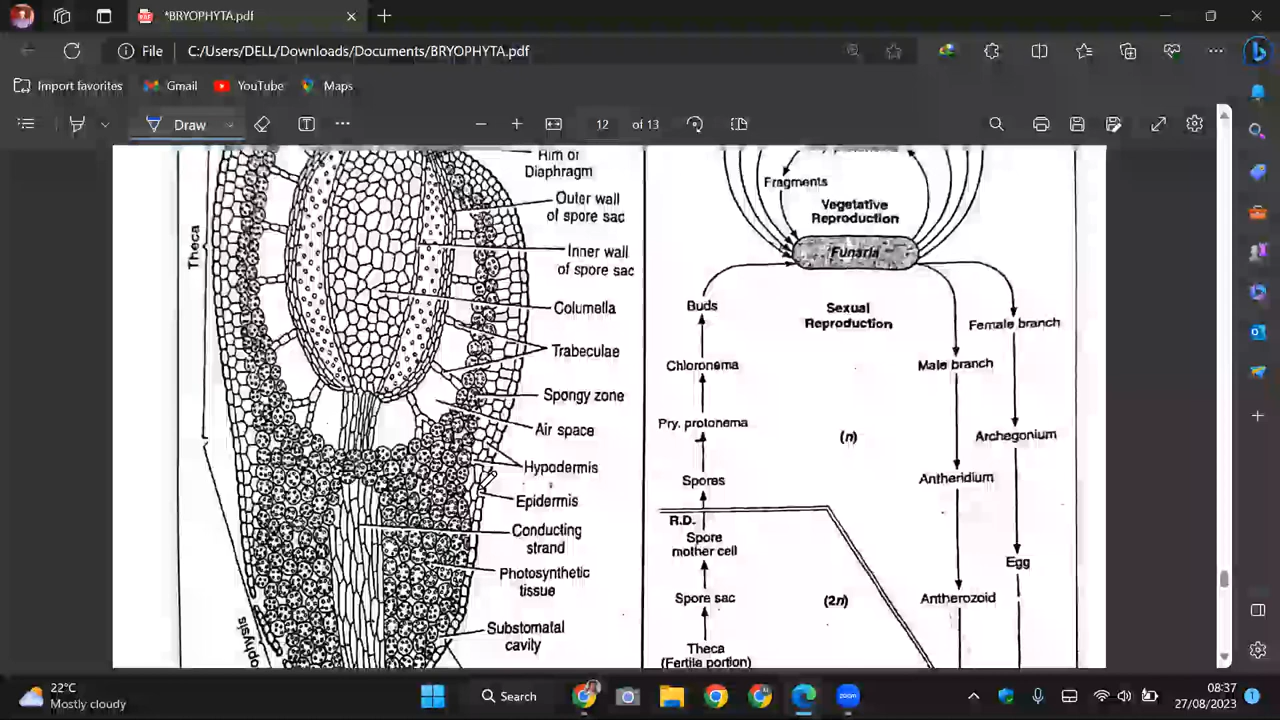 *BRYOPHYTA.pdf
File
C:/Users/DELL/Downloads/Documents/BRYOPHYTA.pdf
Import favorites
Gmail
YouTube
Maps
Draw
12 of 13
Theca
Rim or
Diaphragm
Outer wall
of spore sac
Inner wall
of spore sac
Columella
Trabeculae
Spongy zone
Air space
Hypodermis
Epidermis
Conducting
strand
Photosynthetic
tissue
Substomatal
cavity
Fragments
Vegetative
Reproduction
Funaria
Sexual
Reproduction
Buds
Chloronema
Pry. protonema
Spores
R.D.
Spore
mother cell
Spore sac
Theca
(Fertile portion)
(n)
(2n)
Female branch
Male branch
Archegonium
Antheridium
Egg
Antherozoid
22°C
Mostly cloudy
Search
zoom
08:37
27/08/2023
1